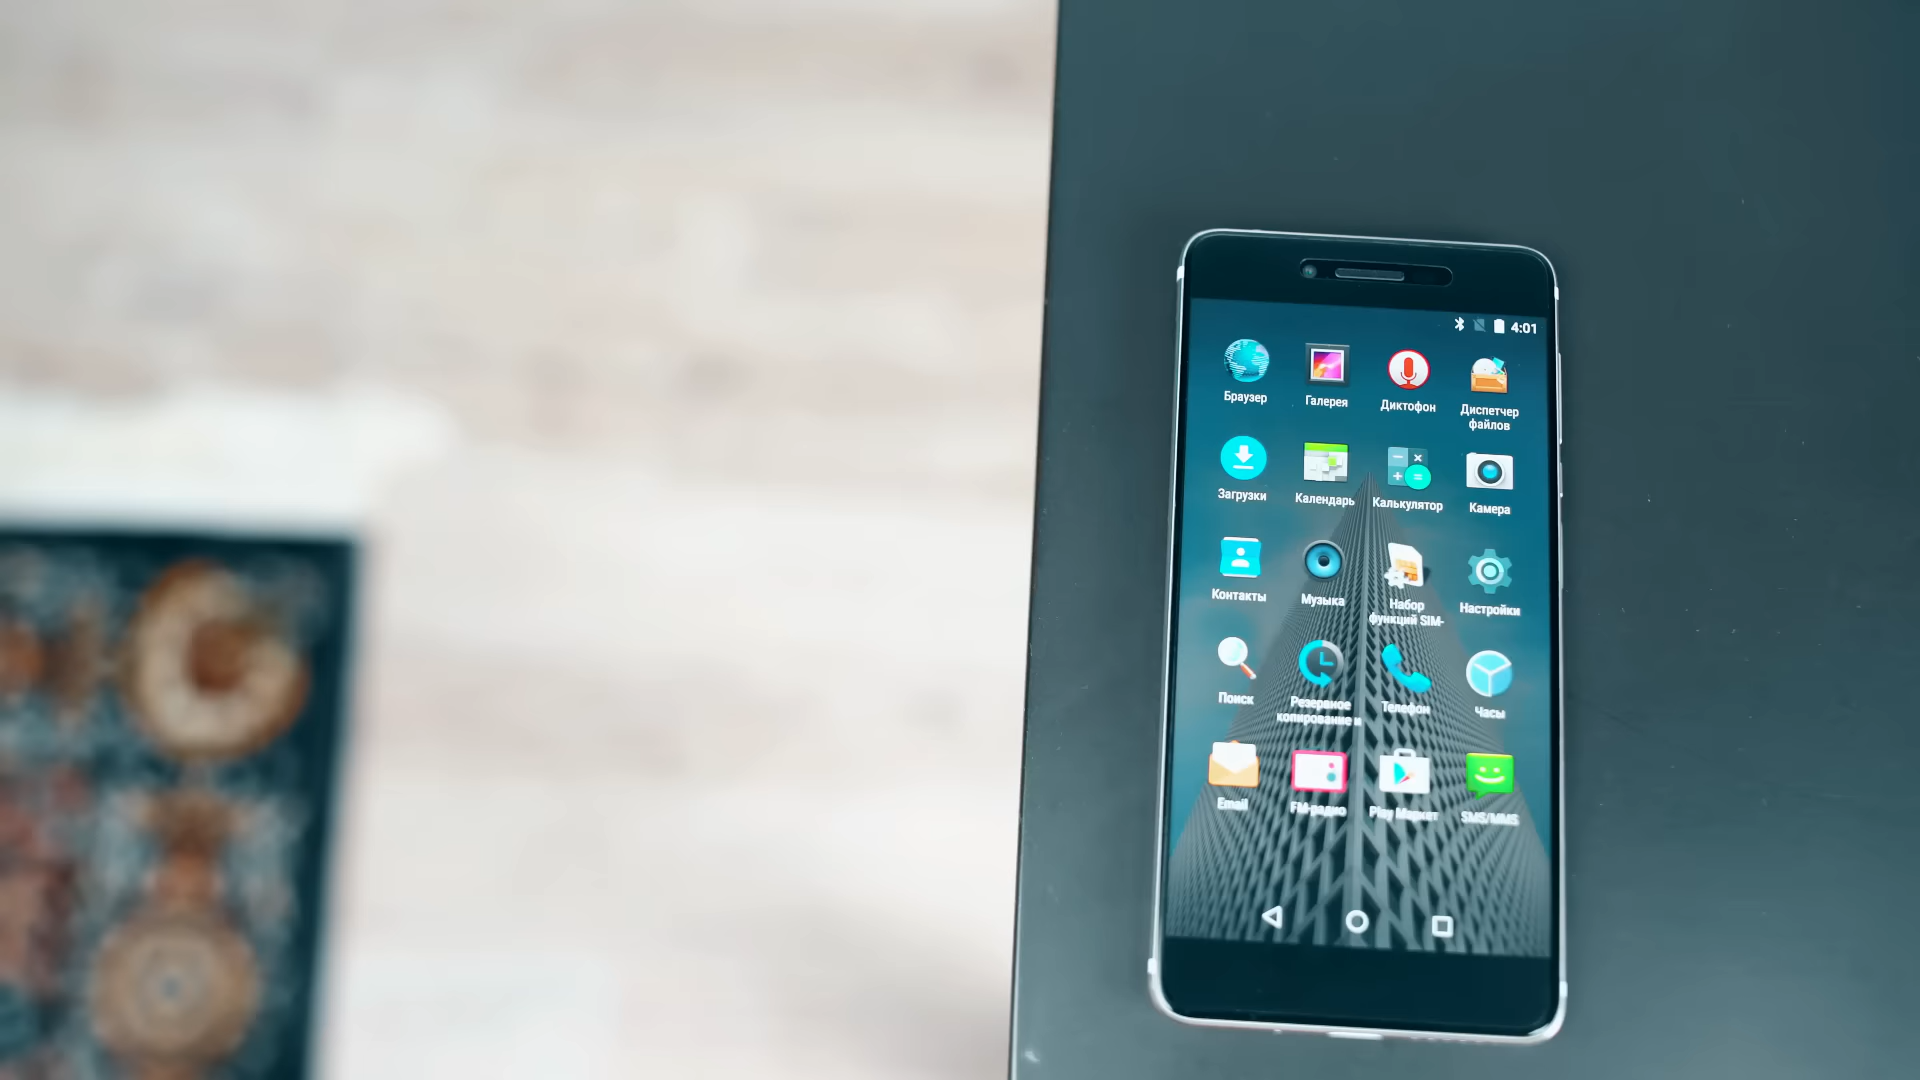 4:01
Браузер
Галерея
Диктофон
Диспетчер
файлов
Загрузки
Календарь
Калькулятор
Камера
Контакты
Музыка
Набор
функций SIM-
Настройки
Поиск
Резервное
копирование и
Телефон
Часы
Email
FM-радио
Play Маркет
SMS/MMS